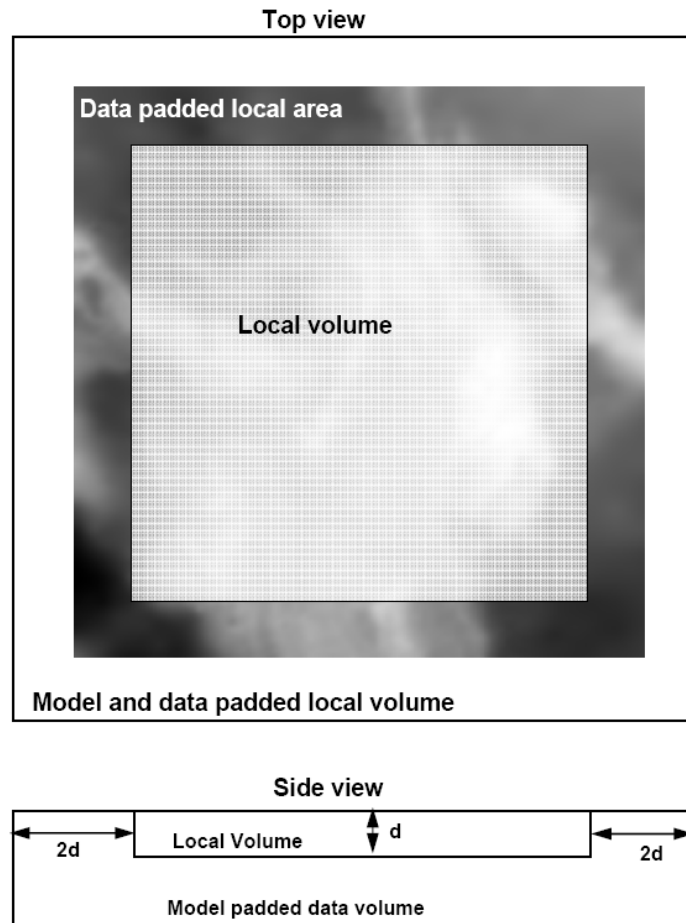 Top view
Data padded local area
Local volume
Model and data padded local volume
Side view
2d
Local Volume
d
2d
Model padded data volume